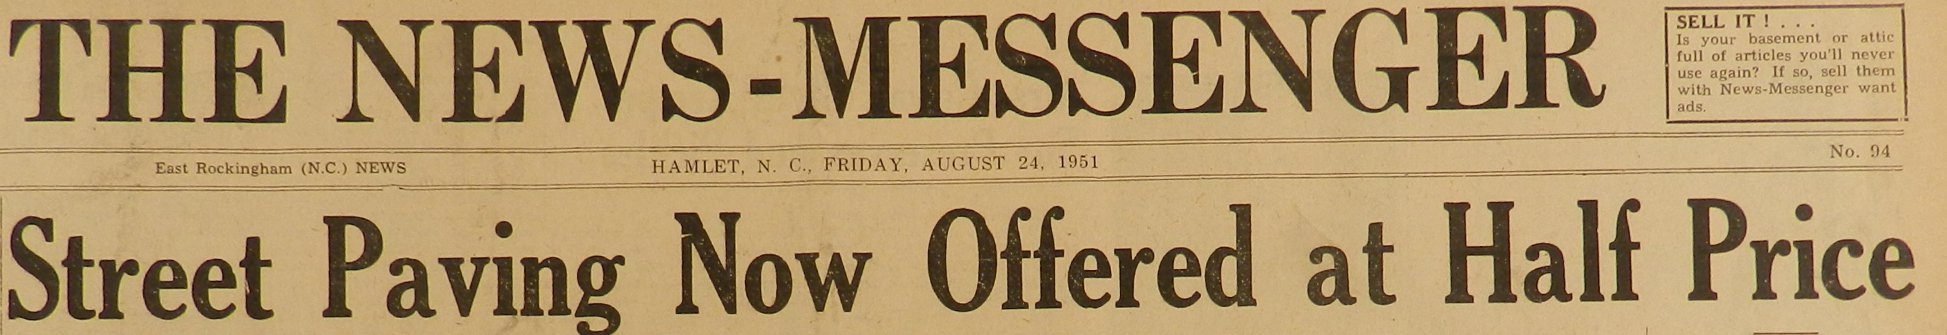 THE NEWS-MESSENGER
SELL IT! . . .
Is your basement or attic
full of articles you'll never
use again? If so, sell them
with News-Messenger want
ads.
East Rockingham (N.C.) NEWS
HAMLET, N. C., FRIDAY, AUGUST 24, 1951
No. 94
Street Paving Now Offered at Half Price